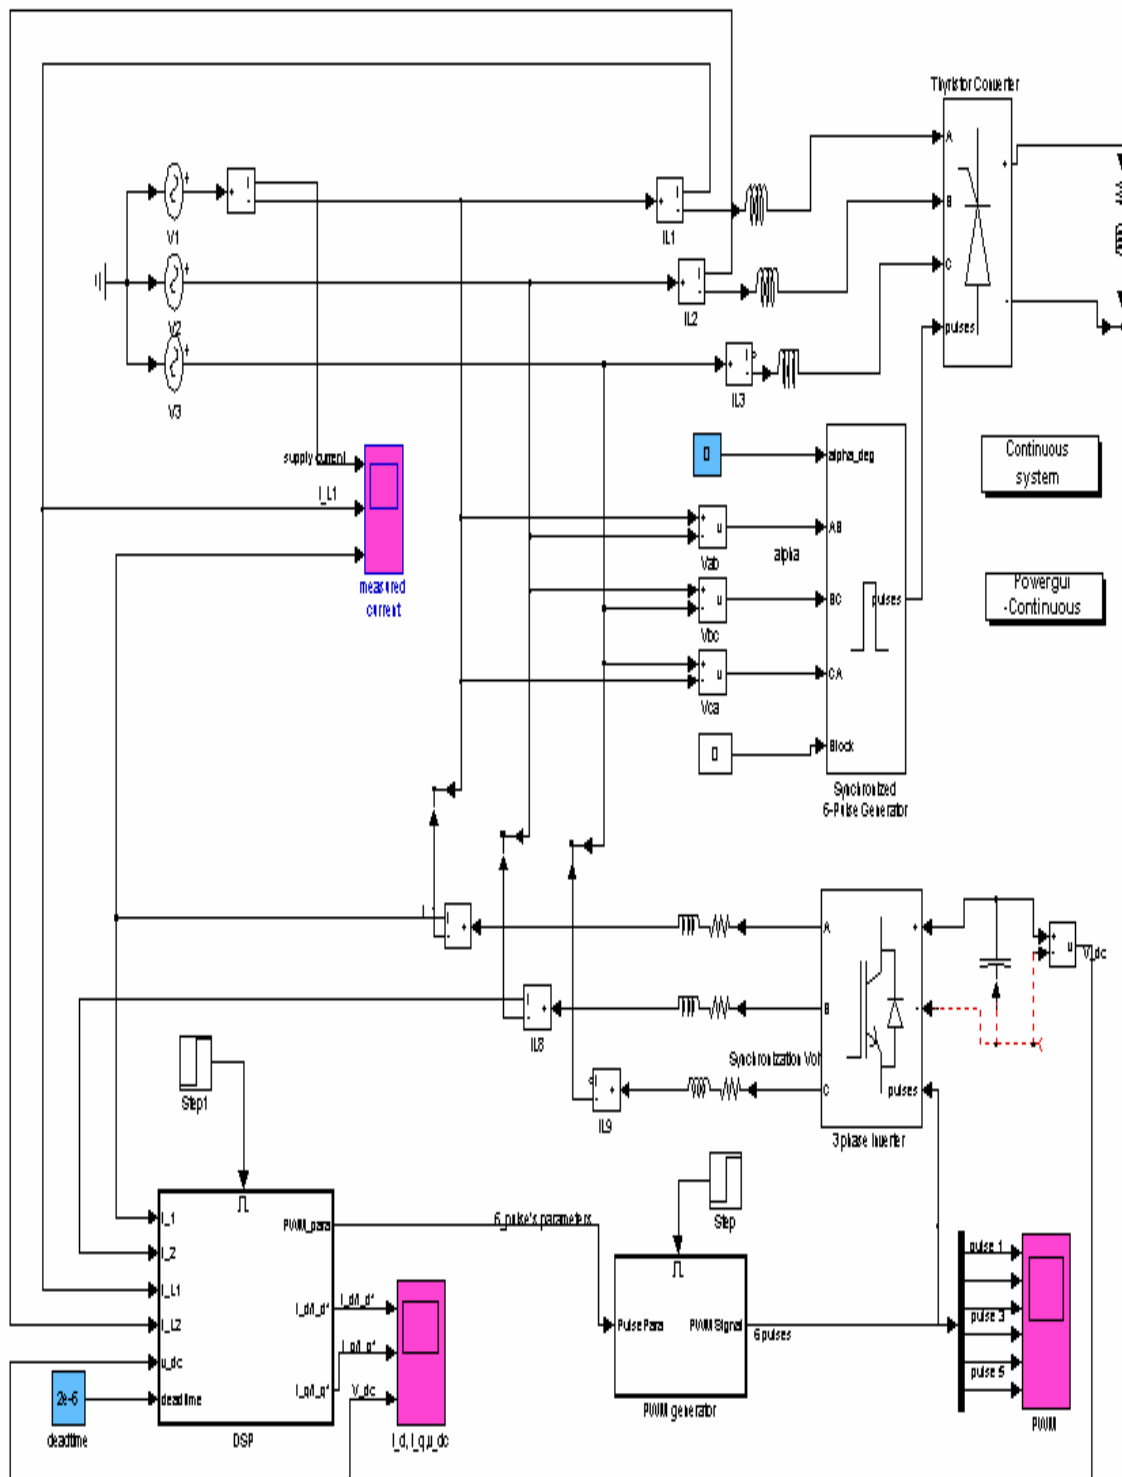 Thyristor Converter
A
+
+
+
I
-
+
I
-
B
V1
IL1
+
+
I
-
C
V2
IL2
-
pulses
+
+
I
-
V3
IL3
supply current
0
alpha_deg
Continuous
system
I_L1
+
-
u
AB
Vab
alpha
measured
current
+
-
u
BC
pulses
Powergui
-Continuous
Vbc
+
-
u
CA
Vca
0
Block
Synchronized
6-Pulse Generator
I
I
-
+
A
+
+
-
u
V_dc
I
-
+
B
-
IL8
Synchronization Volt
I
-
+
C
pulses
Step1
IL9
3 phase Inverter
Step
I_1
PWM_para
6_pulse's parameters
I_2
pulse 1
I_L1
I_d/I_d*
I_d/I_d*
I_L2
Pulse Para
PWM Signal
6 pulses
pulse 3
I_q/I_q*
u_dc
I_q/I_q*
V_dc
pulse 5
2e-6
deadtime
PWM generator
PWM
deadtime
DSP
I_d, I_q,u_dc